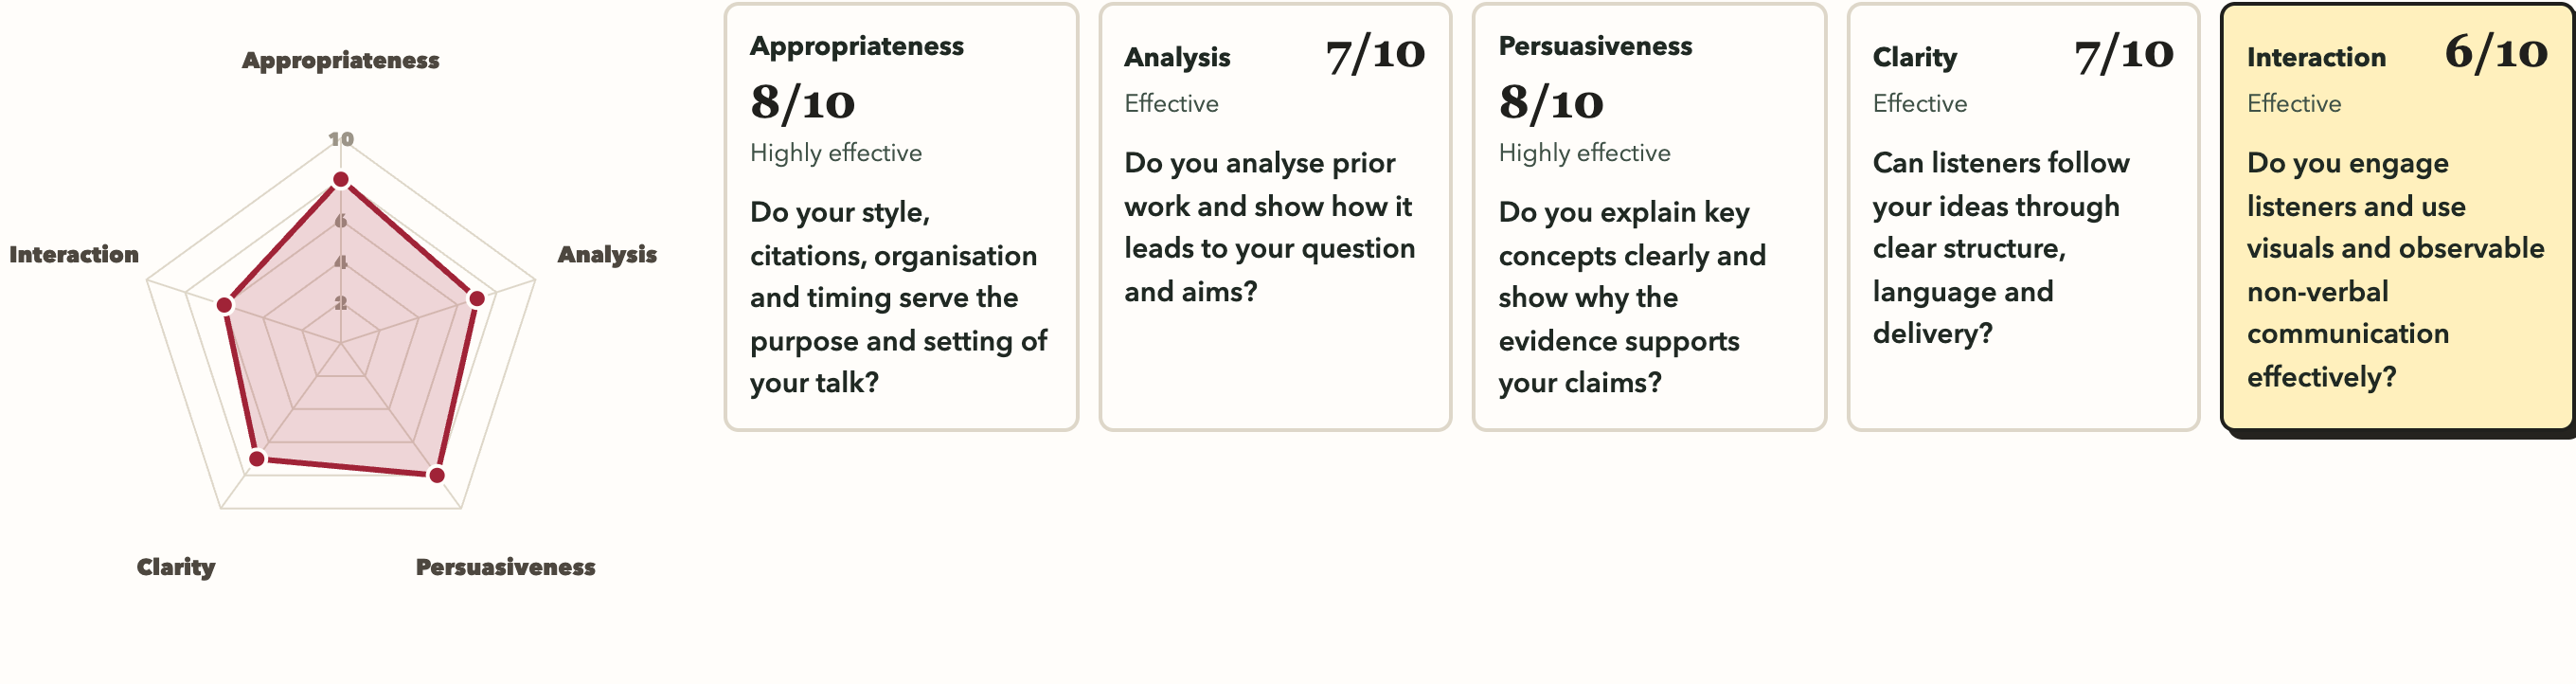 Appropriateness
10
6
4
2
Interaction
Analysis
Clarity
Persuasiveness
Appropriateness
8/10
Highly effective
Do your style,
citations, organisation
and timing serve the
purpose and setting of
your talk?
Analysis 7/10
Effective
Do you analyse prior
work and show how it
leads to your question
and aims?
Persuasiveness
8/10
Highly effective
Do you explain key
concepts clearly and
show why the
evidence supports
your claims?
Clarity 7/10
Effective
Can listeners follow
your ideas through
clear structure,
language and
delivery?
Interaction 6/10
Effective
Do you engage
listeners and use
visuals and observable
non-verbal
communication
effectively?